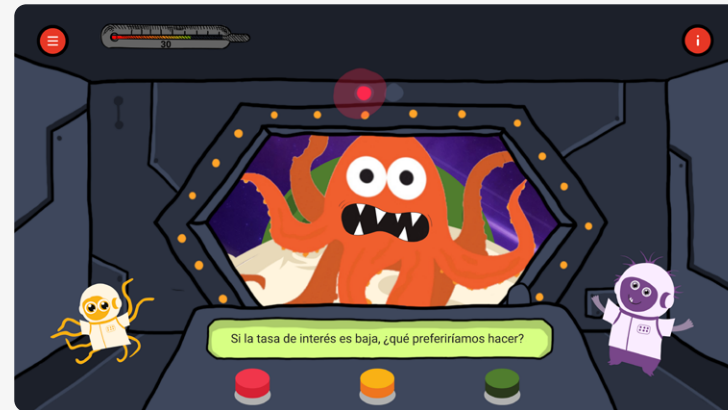 30
i
Si la tasa de interés es baja, ¿qué preferiríamos hacer?